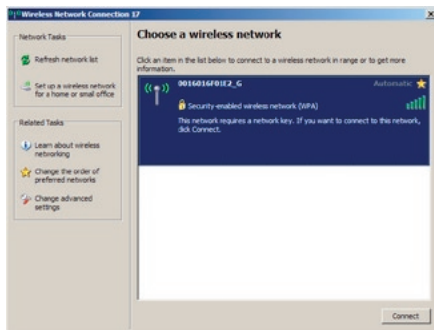 Wireless Network Connection 17
Network Tasks
Refresh network list
Set up a wireless network
for a home or small office
Related Tasks
Learn about wireless
networking
Change the order of
preferred networks
Change advanced
settings
Choose a wireless network
Click an item in the list below to connect to a wireless network in range or to get more
information.
0016016F01E2_G
Automatic
Security-enabled wireless network (WPA)
This network requires a network key. If you want to connect to this network,
click Connect.
Connect